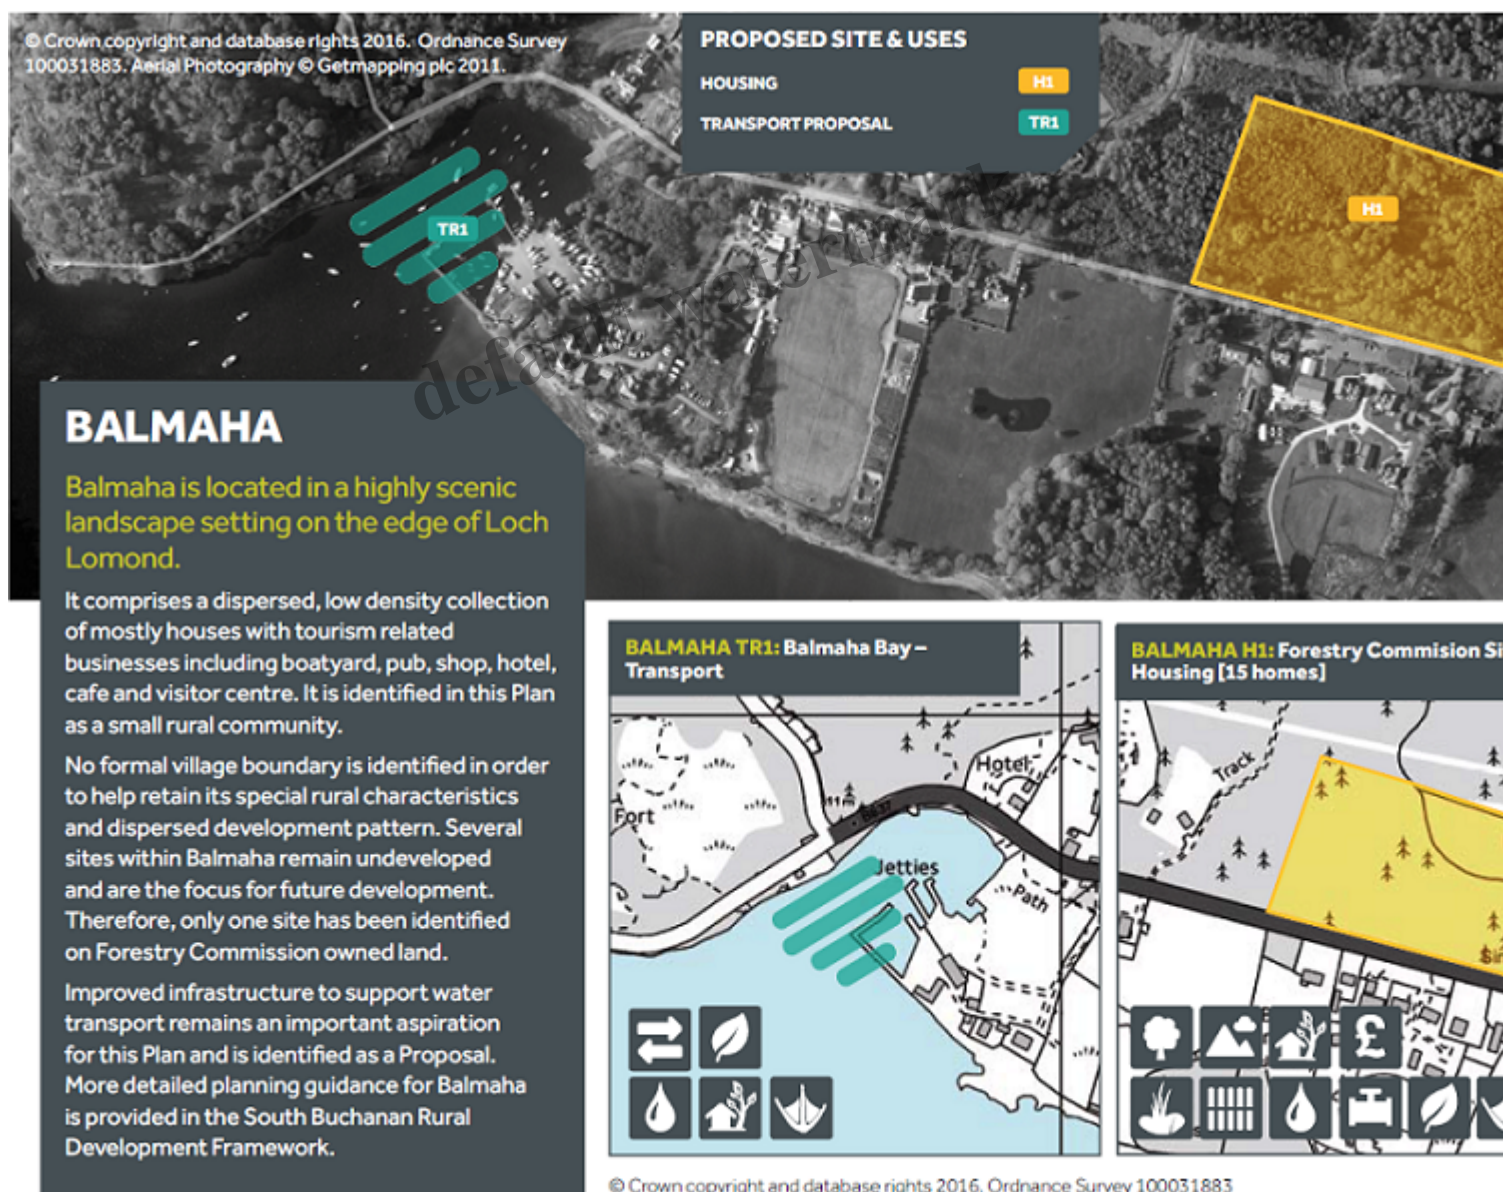 © Crown copyright and database rights 2016. Ordnance Survey
100031883. Aerial Photography © Getmapping plc 2011.
PROPOSED SITE & USES
HOUSING H1
TRANSPORT PROPOSAL TR1
H1
TR1
BALMAHA
Balmaha is located in a highly scenic
landscape setting on the edge of Loch
Lomond.
It comprises a dispersed, low density collection
of mostly houses with tourism related
businesses including boatyard, pub, shop, hotel,
cafe and visitor centre. It is identified in this Plan
as a small rural community.
No formal village boundary is identified in order
to help retain its special rural characteristics
and dispersed development pattern. Several
sites within Balmaha remain undeveloped
and are the focus for future development.
Therefore, only one site has been identified
on Forestry Commission owned land.
Improved infrastructure to support water
transport remains an important aspiration
for this Plan and is identified as a Proposal.
More detailed planning guidance for Balmaha
is provided in the South Buchanan Rural
Development Framework.
BALMAHA TR1: Balmaha Bay –
Transport
Hotel
11m
B837
Fort
Jetties
Path
BALMAHA H1: Forestry Commision Si
Housing [15 homes]
Track
Sin
£
© Crown copyright and database rights 2016. Ordnance Survey 100031883